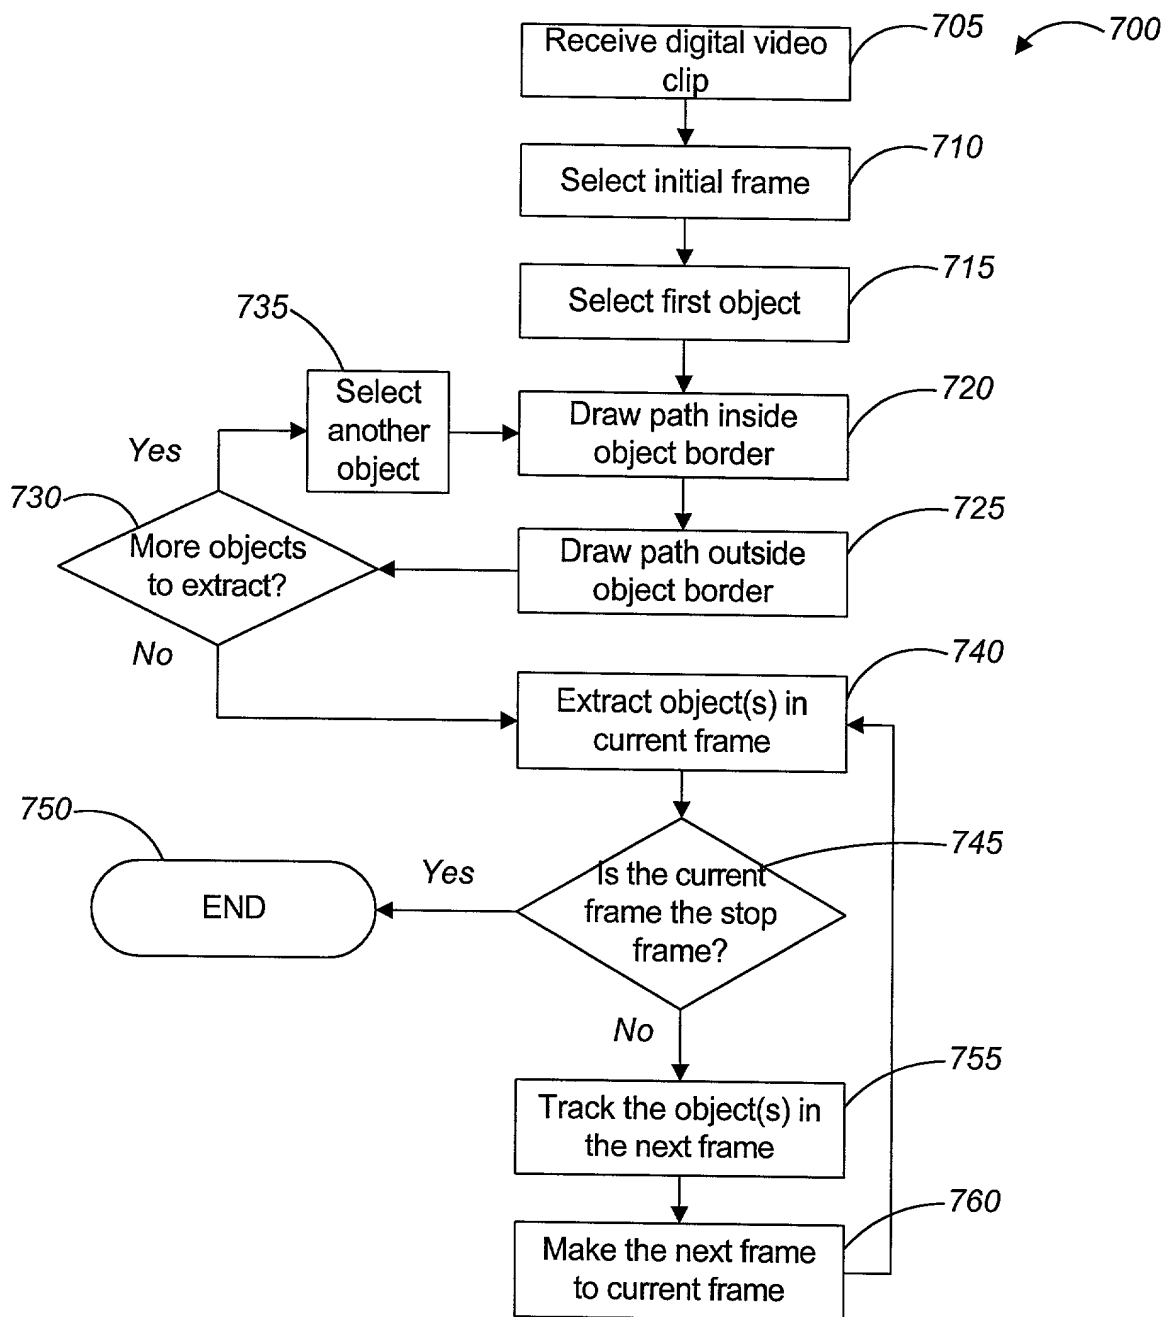 705
700
Receive digital video
clip
710
Select initial frame
715
Select first object
735
Select
another
object
720
Draw path inside
object border
Yes
730
More objects
to extract?
725
Draw path outside
object border
No
740
Extract object(s) in
current frame
750
END
Yes
745
Is the current
frame the stop
frame?
No
755
Track the object(s) in
the next frame
760
Make the next frame
to current frame